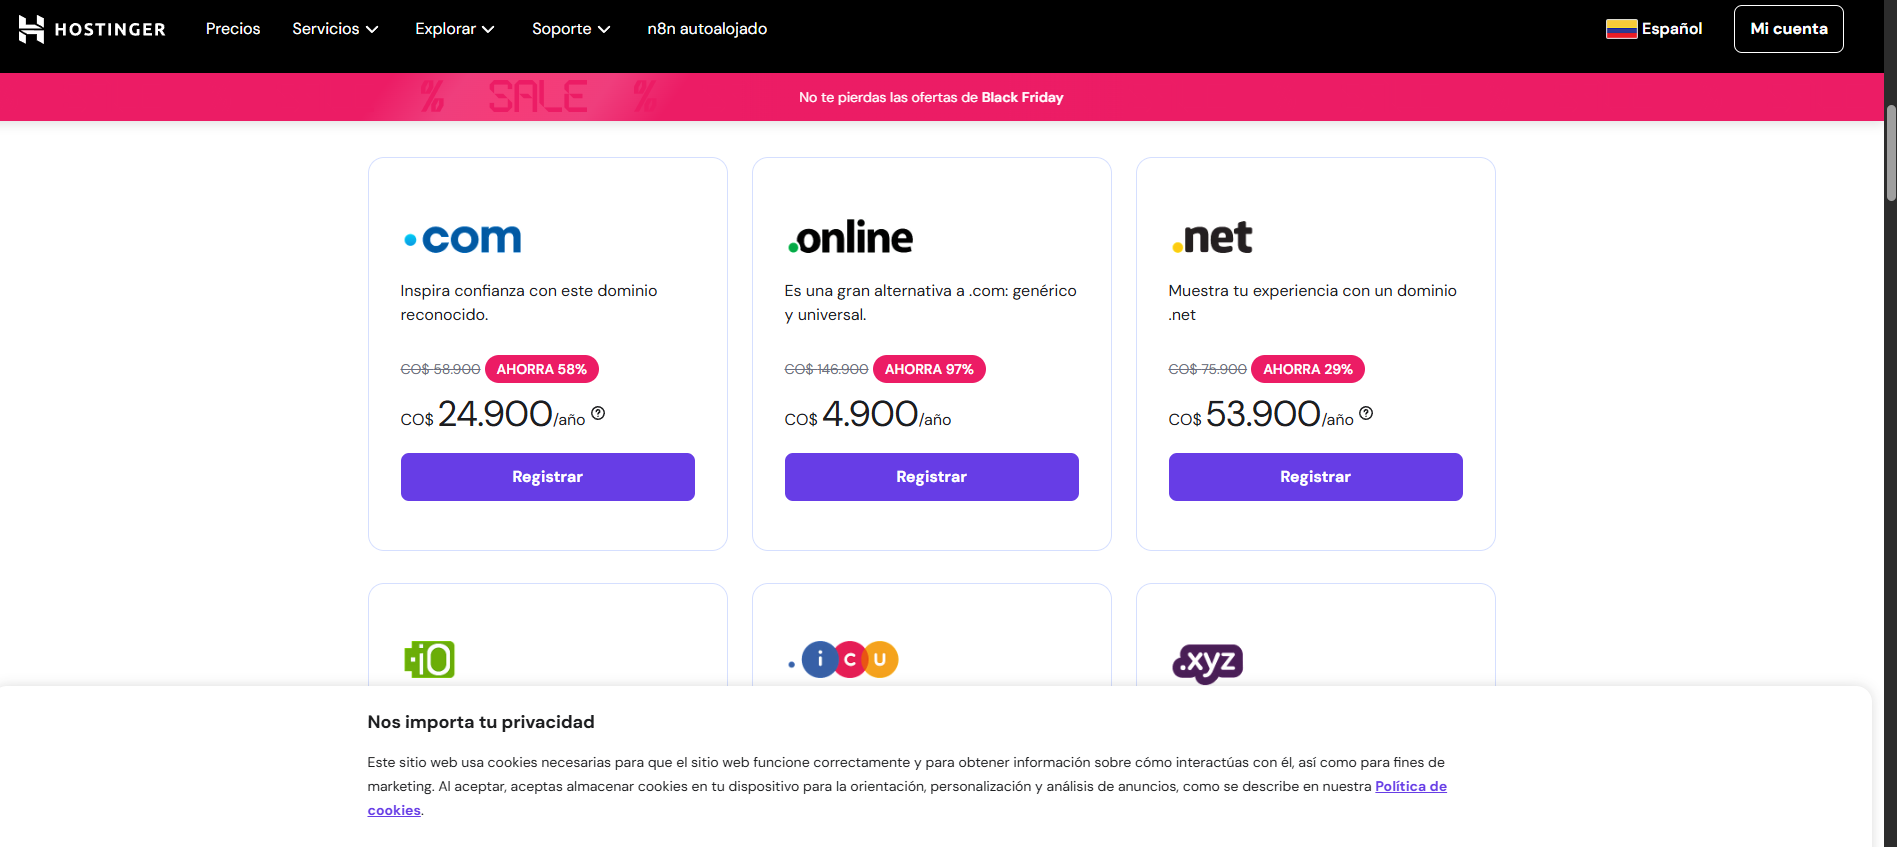 HOSTINGER
Precios
Servicios
Explorar
Soporte
n8n autoalojado
Español
Mi cuenta
% SALE %
No te pierdas las ofertas de Black Friday
.com
Inspira confianza con este dominio
reconocido.
CO$ 58.900 AHORRA 58%
CO$ 24.900/año ?
Registrar
.online
Es una gran alternativa a .com: genérico
y universal.
CO$ 146.900 AHORRA 97%
CO$ 4.900/año
Registrar
.net
Muestra tu experiencia con un dominio
.net
CO$ 75.900 AHORRA 29%
CO$ 53.900/año ?
Registrar
.io
.icu
.xyz
Nos importa tu privacidad
Este sitio web usa cookies necesarias para que el sitio web funcione correctamente y para obtener información sobre cómo interactúas con él, así como para fines de
marketing. Al aceptar, aceptas almacenar cookies en tu dispositivo para la orientación, personalización y análisis de anuncios, como se describe en nuestra Política de
cookies.